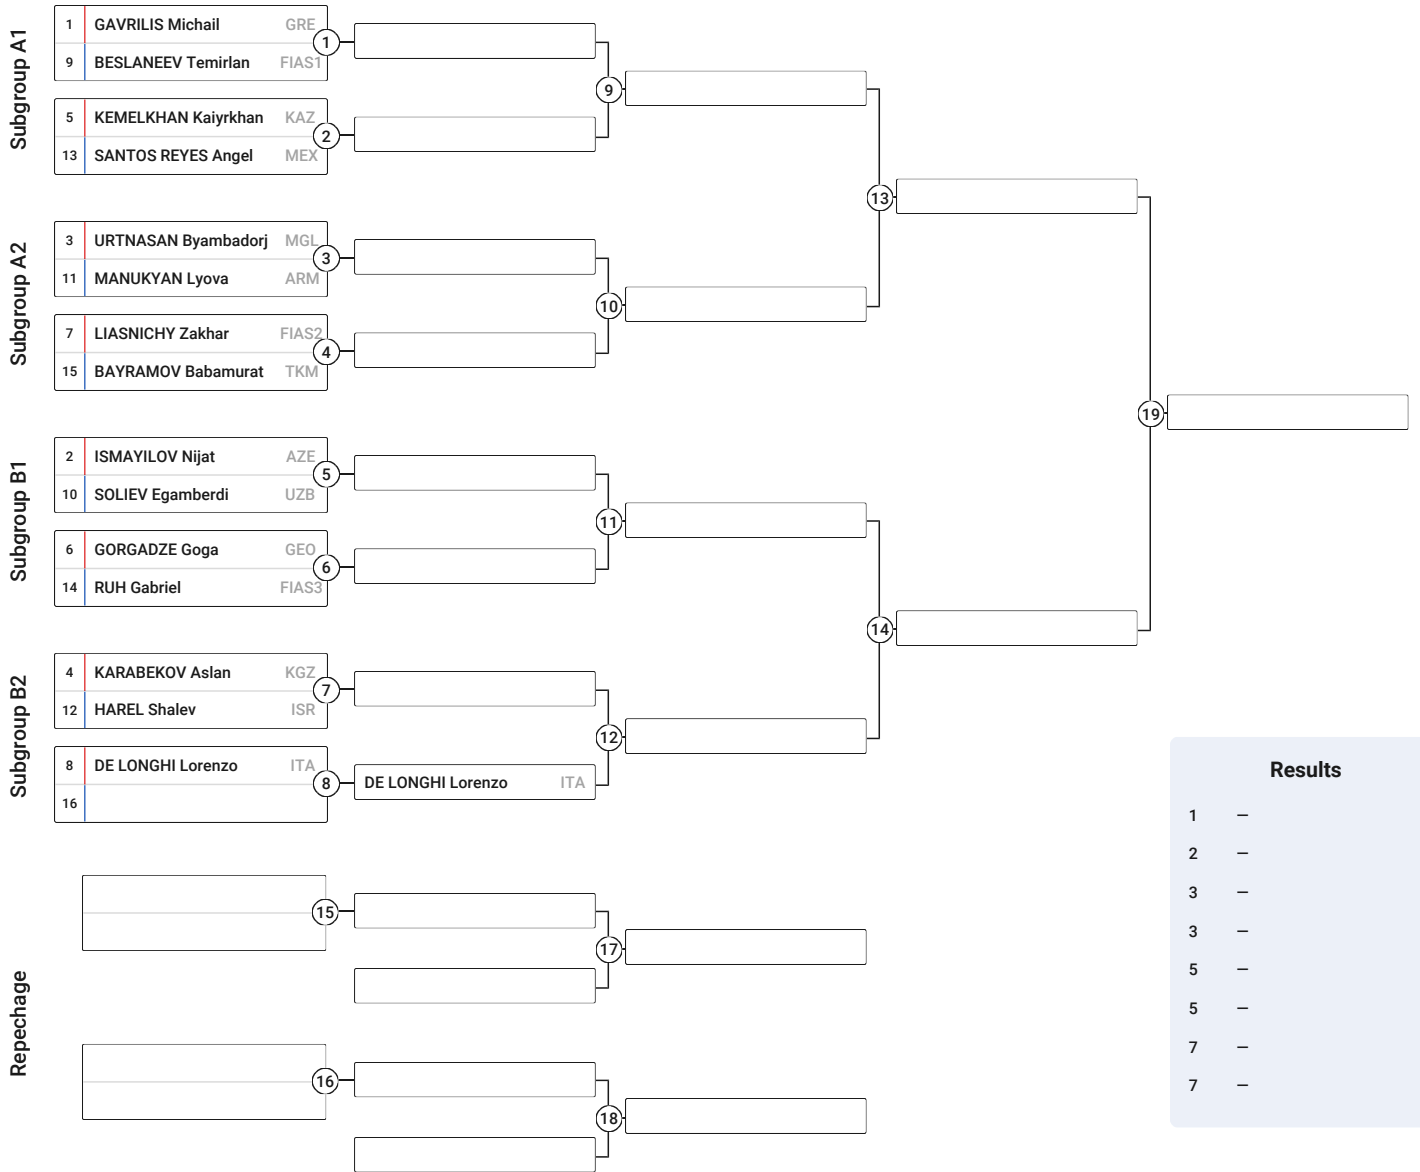 Subgroup A1
1 GAVRILIS Michail GRE
9 BESLANEEV Temirlan FIAS1
1
5 KEMELKHAN Kaiyrkhan KAZ
13 SANTOS REYES Angel MEX
2
9
Subgroup A2
3 URTNASAN Byambadorj MGL
11 MANUKYAN Lyova ARM
3
7 LIASNICHY Zakhar FIAS2
15 BAYRAMOV Babamurat TKM
4
10
13
Subgroup B1
2 ISMAYILOV Nijat AZE
10 SOLIEV Egamberdi UZB
5
6 GORGADZE Goga GEO
14 RUH Gabriel FIAS3
6
11
Subgroup B2
4 KARABEKOV Aslan KGZ
12 HAREL Shalev ISR
7
8 DE LONGHI Lorenzo ITA
16
8
DE LONGHI Lorenzo ITA
12
14
19
Repechage
15
17
16
18
Results
1 –
2 –
3 –
3 –
5 –
5 –
7 –
7 –